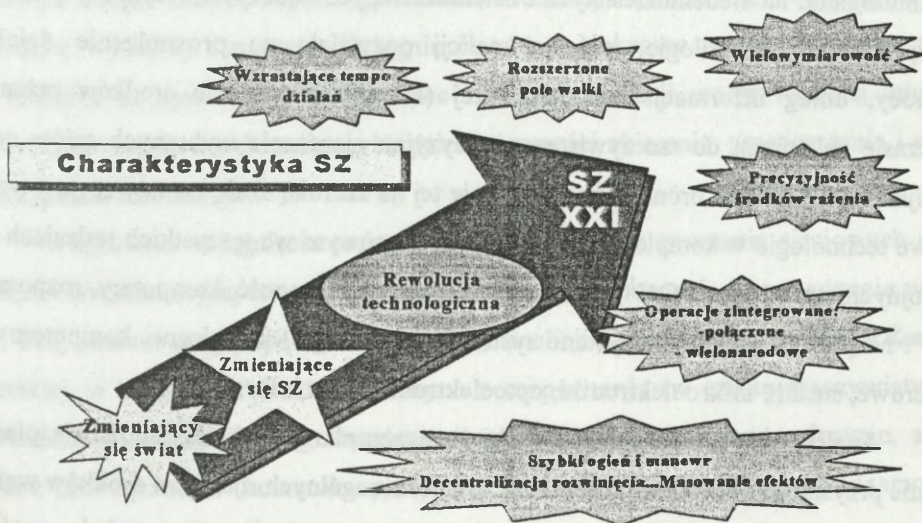 Wzrastające tempo
działań
Rozszerzone
pole walki
Wielowymiarowość
Charakterystyka SZ
SZ
XXI
Precyzyjność
środków rażenia
Rewolucja
technologiczna
Operacje zintegrowane:
połączone
wielonarodowe
Zmieniające
się SZ
Zmieniający
się świat
Szybki ogień i manewr
Decentralizacja rozwinięcia...Masowanie efektów